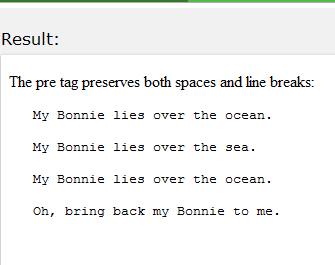 Result:
The pre tag preserves both spaces and line breaks:
My Bonnie lies over the ocean.
My Bonnie lies over the sea.
My Bonnie lies over the ocean.
Oh, bring back my Bonnie to me.